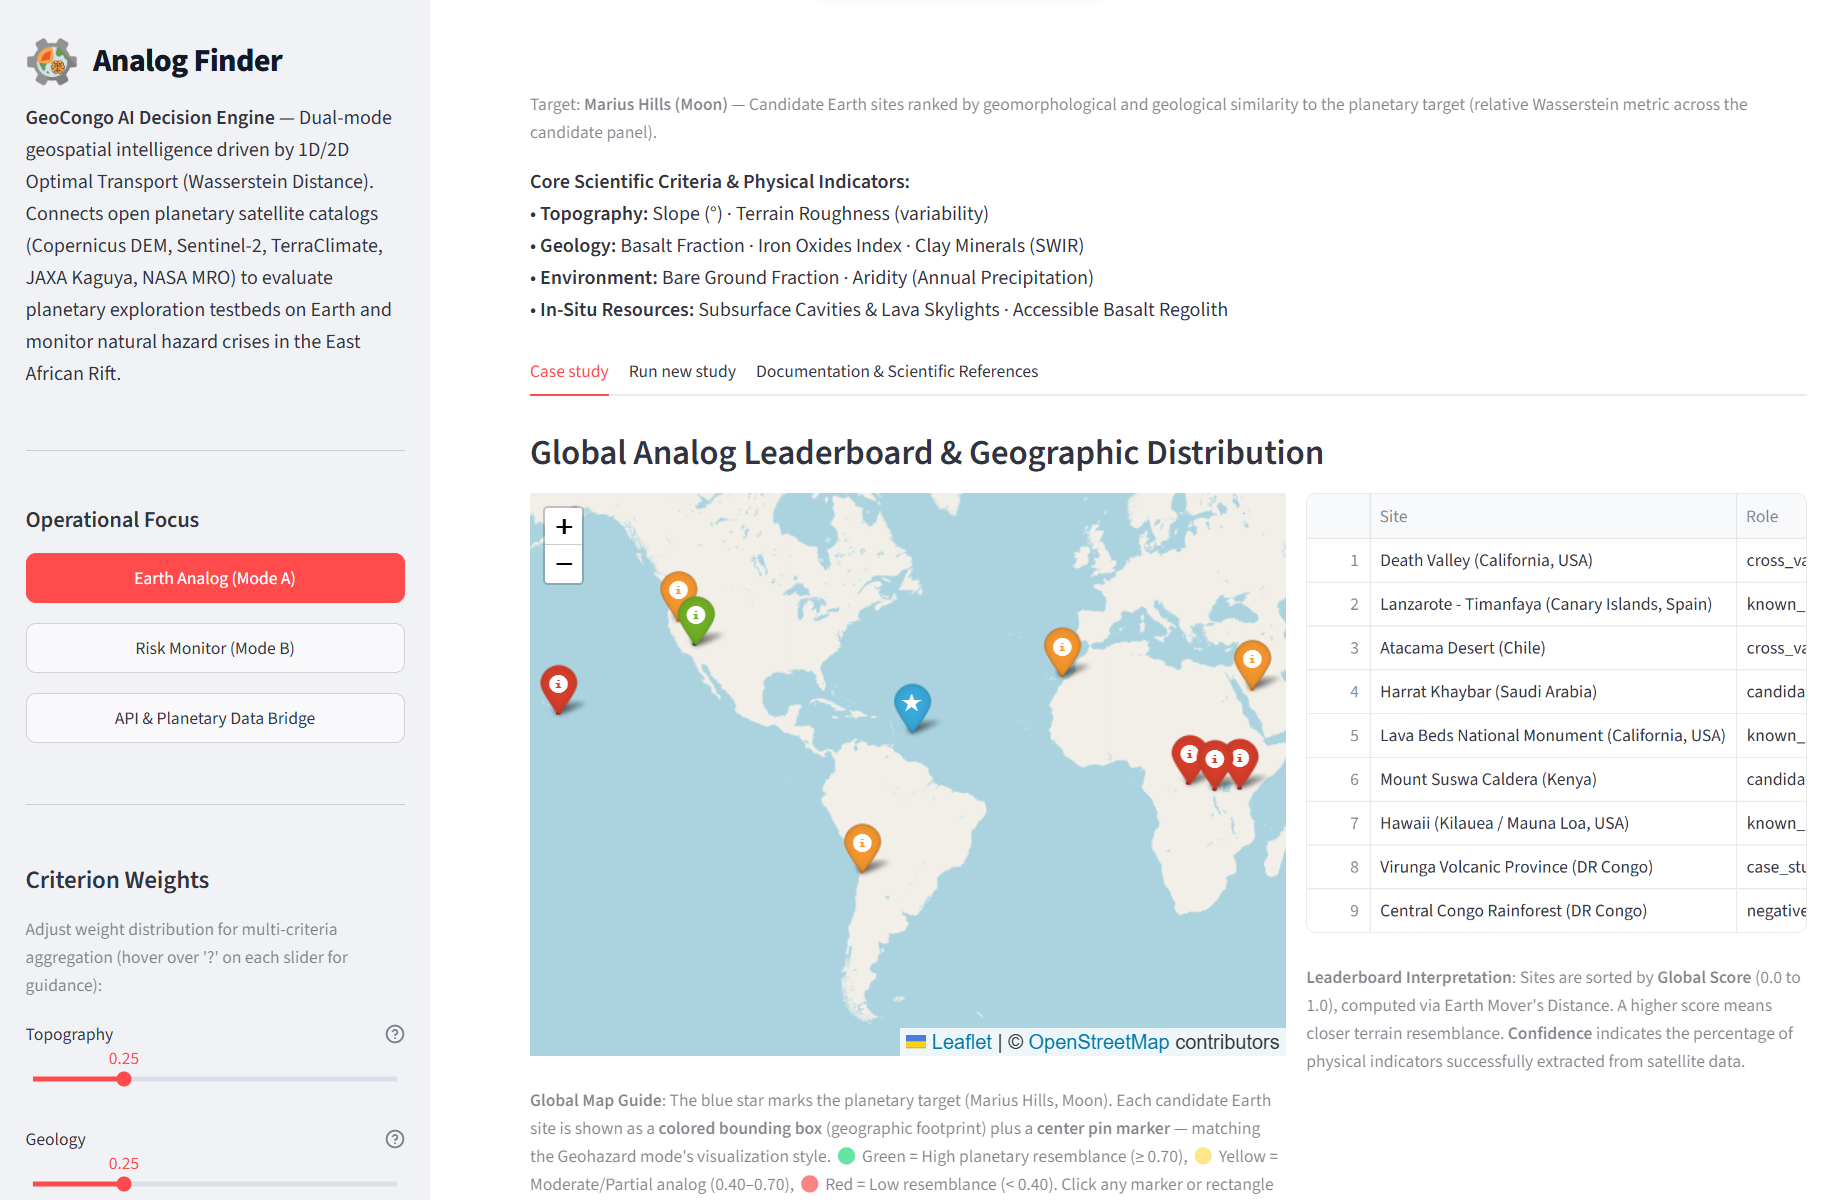 Analog Finder
GeoCongo AI Decision Engine — Dual-mode
geospatial intelligence driven by 1D/2D
Optimal Transport (Wasserstein Distance).
Connects open planetary satellite catalogs
(Copernicus DEM, Sentinel-2, TerraClimate,
JAXA Kaguya, NASA MRO) to evaluate
planetary exploration testbeds on Earth and
monitor natural hazard crises in the East
African Rift.
Operational Focus
Earth Analog (Mode A)
Risk Monitor (Mode B)
API & Planetary Data Bridge
Criterion Weights
Adjust weight distribution for multi-criteria
aggregation (hover over '?' on each slider for
guidance):
Topography
0.25
Geology
0.25
Target: Marius Hills (Moon) — Candidate Earth sites ranked by geomorphological and geological similarity to the planetary target (relative Wasserstein metric across the
candidate panel).
Core Scientific Criteria & Physical Indicators:
• Topography: Slope (°) · Terrain Roughness (variability)
• Geology: Basalt Fraction · Iron Oxides Index · Clay Minerals (SWIR)
• Environment: Bare Ground Fraction · Aridity (Annual Precipitation)
• In-Situ Resources: Subsurface Cavities & Lava Skylights · Accessible Basalt Regolith
Case study Run new study Documentation & Scientific References
Global Analog Leaderboard & Geographic Distribution
+
−
Leaflet | © OpenStreetMap contributors
Site Role
1 Death Valley (California, USA) cross_va
2 Lanzarote - Timanfaya (Canary Islands, Spain) known_
3 Atacama Desert (Chile) cross_va
4 Harrat Khaybar (Saudi Arabia) candida
5 Lava Beds National Monument (California, USA) known_
6 Mount Suswa Caldera (Kenya) candida
7 Hawaii (Kilauea / Mauna Loa, USA) known_
8 Virunga Volcanic Province (DR Congo) case_stu
9 Central Congo Rainforest (DR Congo) negative
Leaderboard Interpretation: Sites are sorted by Global Score (0.0 to
1.0), computed via Earth Mover's Distance. A higher score means
closer terrain resemblance. Confidence indicates the percentage of
physical indicators successfully extracted from satellite data.
Global Map Guide: The blue star marks the planetary target (Marius Hills, Moon). Each candidate Earth
site is shown as a colored bounding box (geographic footprint) plus a center pin marker — matching
the Geohazard mode's visualization style. Green = High planetary resemblance (≥ 0.70), Yellow =
Moderate/Partial analog (0.40–0.70), Red = Low resemblance (< 0.40). Click any marker or rectangle